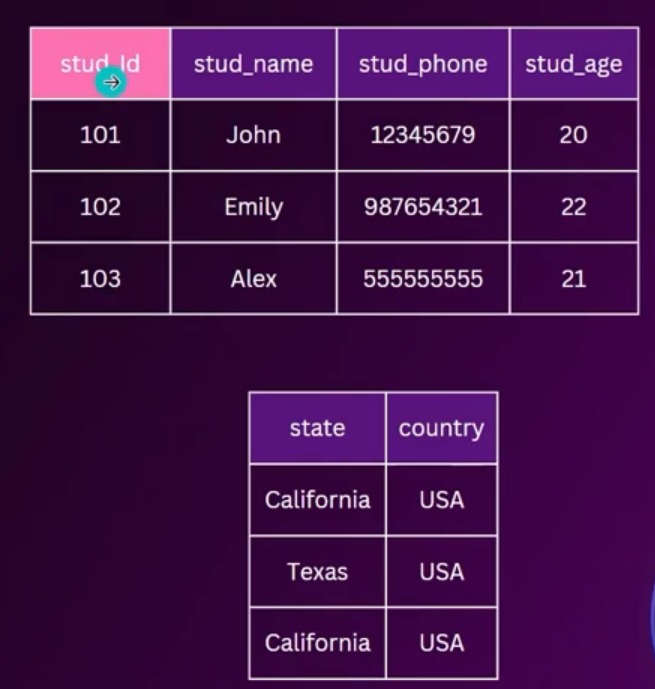 stud_Id stud_name stud_phone stud_age
101 John 12345679 20
102 Emily 987654321 22
103 Alex 555555555 21
state country
California USA
Texas USA
California USA